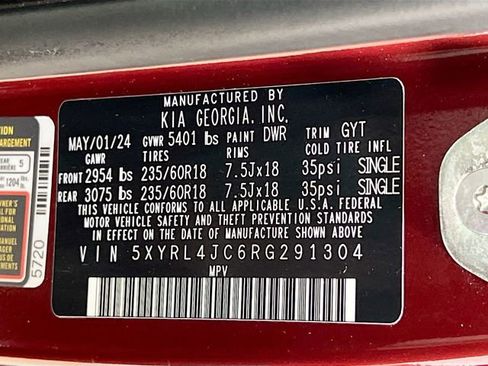 MANUFACTURED BY
KIA GEORGIA, INC.
MAY/01/24 GVWR 5401 lbs PAINT DWR TRIM GYT
GAWR TIRES RIMS COLD TIRE INFL
FRONT 2954 lbs 235/60R18 7.5Jx18 35psi SINGLE
REAR 3075 lbs 235/60R18 7.5Jx18 35psi SINGLE
THIS VEHICLE CONFORMS TO ALL APPLICABLE U.S.A. FEDERAL
MOTOR VEHICLE SAFETY, BUMPER, AND THEFT PREVENTION
STANDARDS IN EFFECT ON THE DATE OF MANUFACTURE SHOWN ABOVE.
VIN 5XYRL4JC6RG291304
MPV
5
5720